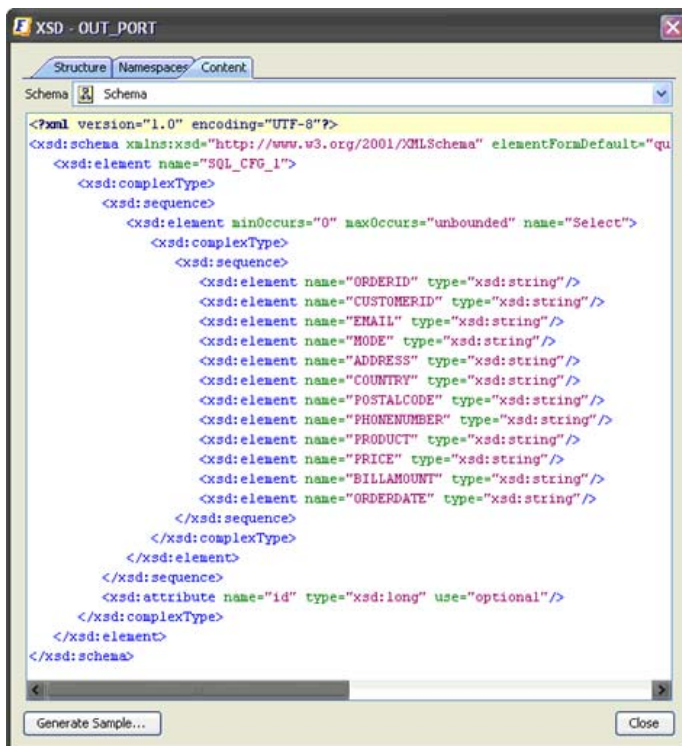 XSD - OUT_PORT
Structure Namespaces Content
Schema Schema
<?xml version="1.0" encoding="UTF-8"?>
<xsd:schema xmlns:xsd="http://www.w3.org/2001/XMLSchema" elementFormDefault="qu
<xsd:element name="SQL_CFG_1">
<xsd:complexType>
<xsd:sequence>
<xsd:element minOccurs="0" maxOccurs="unbounded" name="Select">
<xsd:complexType>
<xsd:sequence>
<xsd:element name="ORDERID" type="xsd:string"/>
<xsd:element name="CUSTOMERID" type="xsd:string"/>
<xsd:element name="EMAIL" type="xsd:string"/>
<xsd:element name="MODE" type="xsd:string"/>
<xsd:element name="ADDRESS" type="xsd:string"/>
<xsd:element name="COUNTRY" type="xsd:string"/>
<xsd:element name="POSTALCODE" type="xsd:string"/>
<xsd:element name="PHONENUMBER" type="xsd:string"/>
<xsd:element name="PRODUCT" type="xsd:string"/>
<xsd:element name="PRICE" type="xsd:string"/>
<xsd:element name="BILLAMOUNT" type="xsd:string"/>
<xsd:element name="ORDERDATE" type="xsd:string"/>
</xsd:sequence>
</xsd:complexType>
</xsd:element>
</xsd:sequence>
<xsd:attribute name="id" type="xsd:long" use="optional"/>
</xsd:complexType>
</xsd:element>
</xsd:schema>
Generate Sample... Close